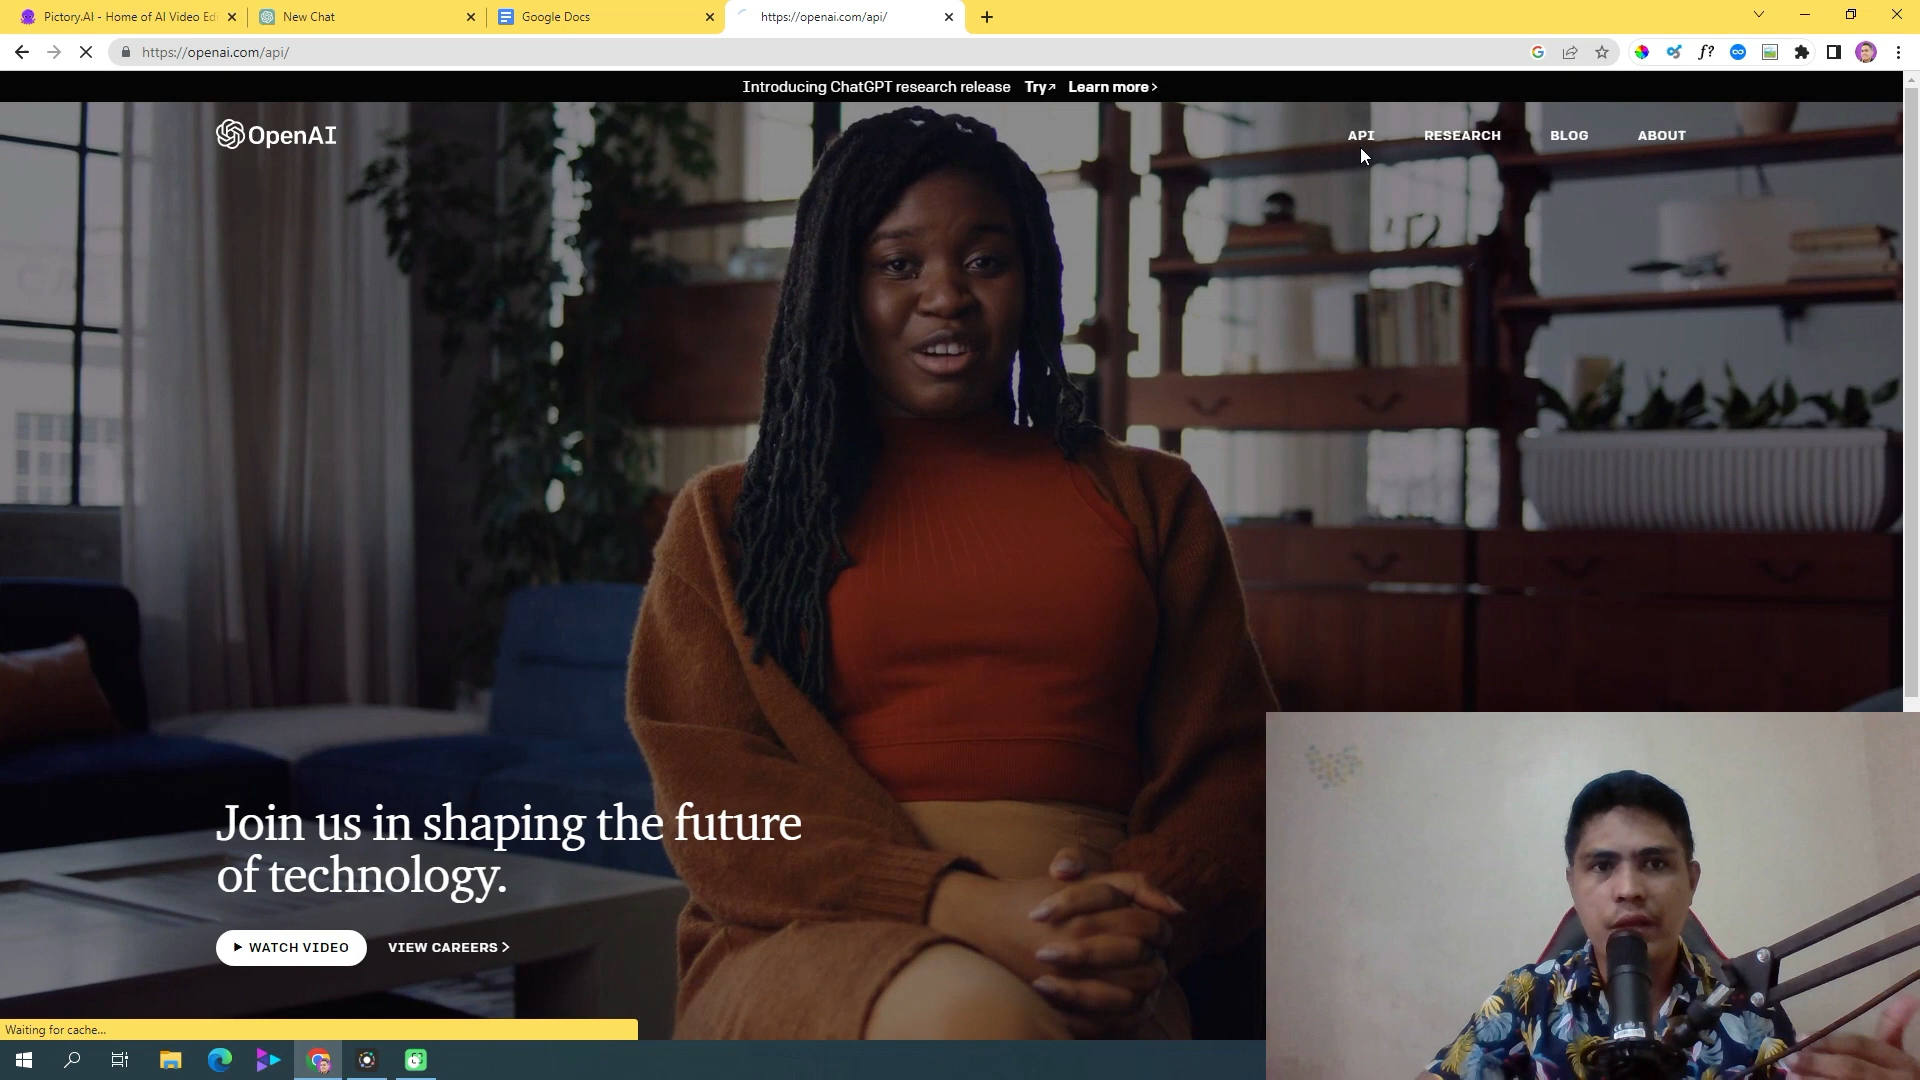 Pictory.AI - Home of AI Video Edi
New Chat
Google Docs
https://openai.com/api/
https://openai.com/api/
Introducing ChatGPT research release Try↗ Learn more >
OpenAI
API
RESEARCH
BLOG
ABOUT
Join us in shaping the future
of technology.
WATCH VIDEO
VIEW CAREERS >
Waiting for cache...